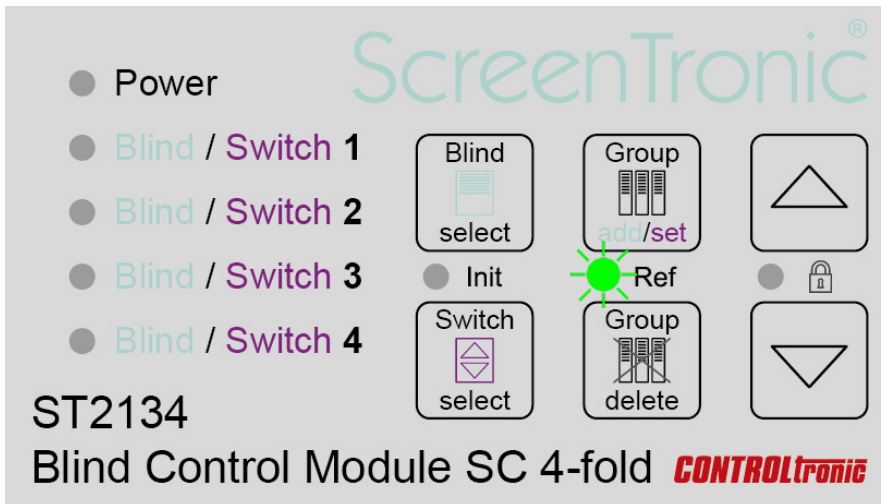 ScreenTronic®
Power
Blind / Switch 1
Blind / Switch 2
Blind / Switch 3
Blind / Switch 4
Blind
select
Group
add/set
Init
Ref
Switch
select
Group
delete
ST2134
Blind Control Module SC 4-fold CONTROLtronic